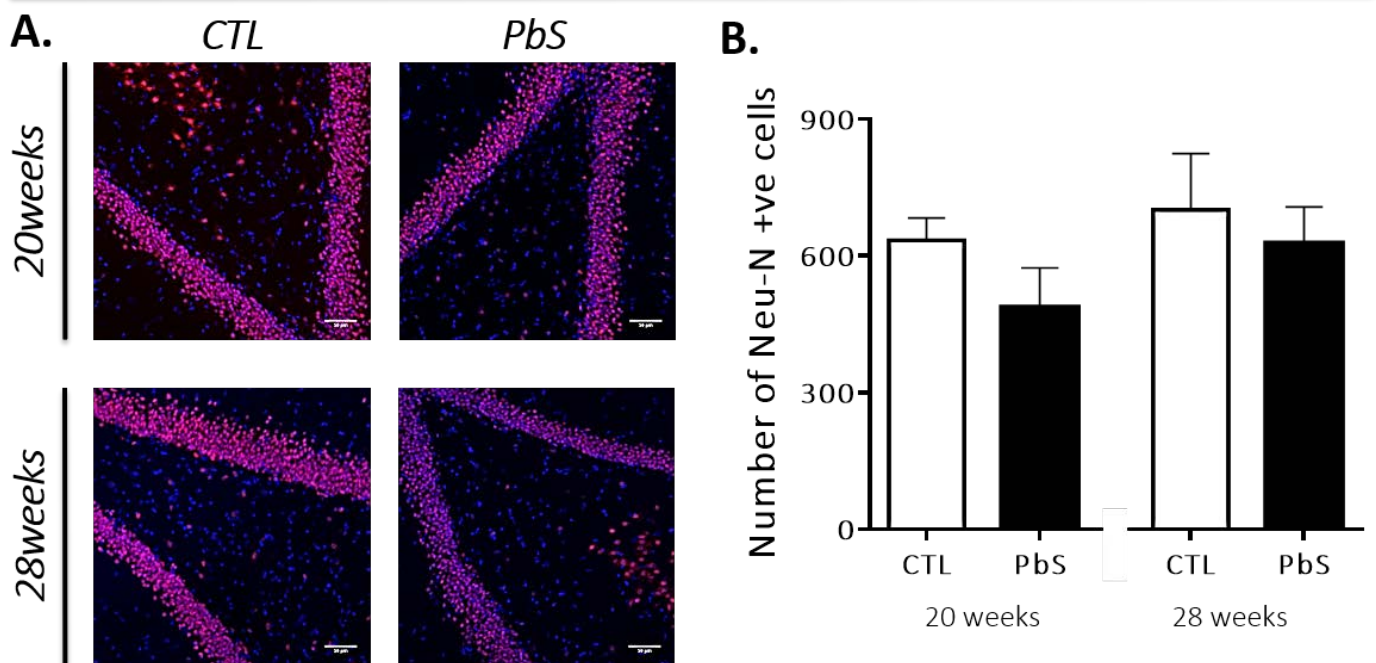 A.
CTL
PbS
20weeks
28weeks
B.
Number of Neu-N +ve cells
900
600
300
0
CTL
PbS
CTL
PbS
20 weeks
28 weeks